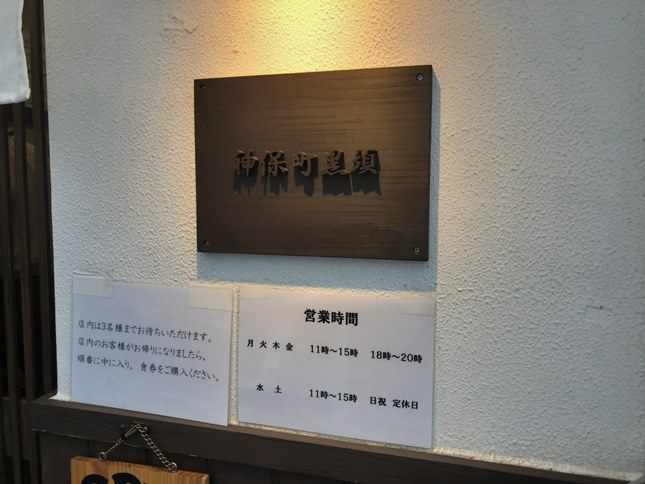 神保町黒須
店内は3名様までお待ちいただけます。
店内のお客様がお帰りになりましたら、
順番に中に入り、食券をご購入ください。
営業時間
月 火 木 金 11時〜15時 18時〜20時
水 土 11時〜15時 日祝 定休日